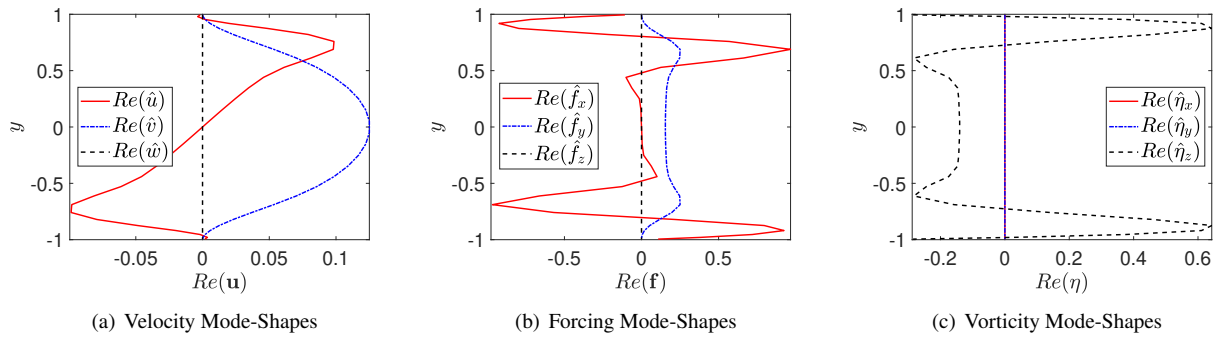 1
0.5
0
-0.5
-1
y
Re(û)
Re(v̂)
Re(ŵ)
-0.05
0
0.05
0.1
Re(u)
(a) Velocity Mode-Shapes
1
0.5
0
-0.5
-1
y
Re(f̂x)
Re(f̂y)
Re(f̂z)
-0.5
0
0.5
Re(f)
(b) Forcing Mode-Shapes
1
0.5
0
-0.5
-1
y
Re(η̂x)
Re(η̂y)
Re(η̂z)
-0.2
0
0.2
0.4
0.6
Re(η)
(c) Vorticity Mode-Shapes